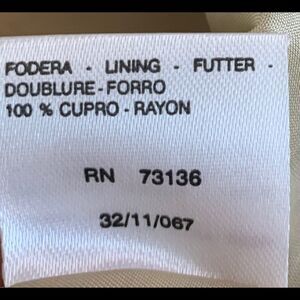 FODERA - LINING - FUTTER -
DOUBLURE - FORRO
100 % CUPRO - RAYON
RN 73136
32/11/067